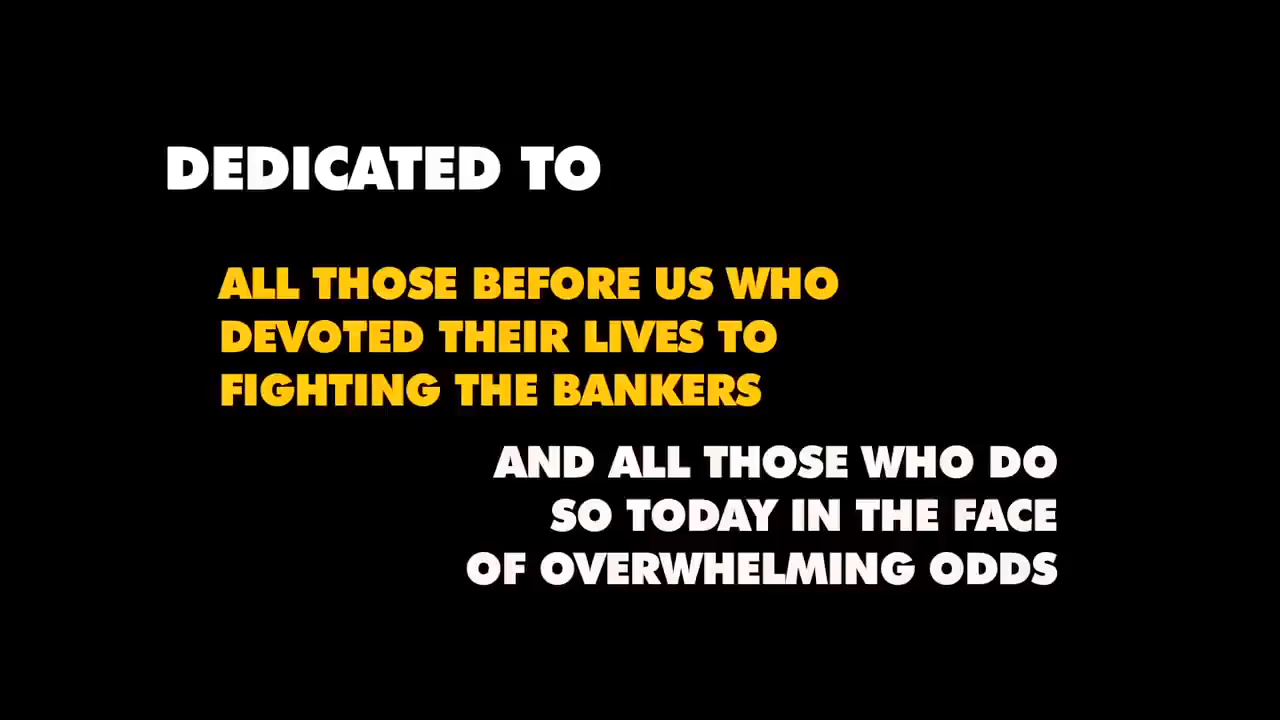 DEDICATED TO
ALL THOSE BEFORE US WHO
DEVOTED THEIR LIVES TO
FIGHTING THE BANKERS
AND ALL THOSE WHO DO
SO TODAY IN THE FACE
OF OVERWHELMING ODDS